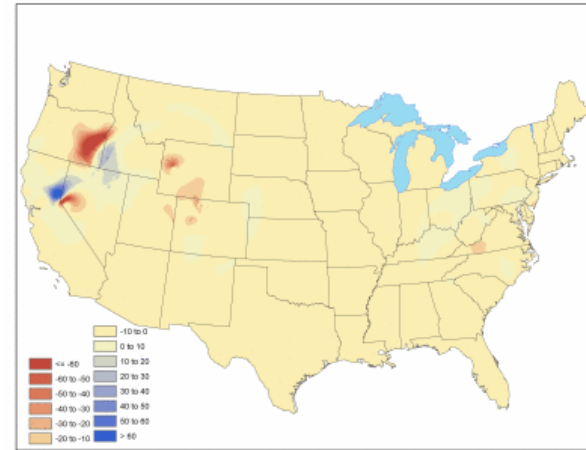 -10 to 0
0 to 10
<= -60
10 to 20
-60 to -50
20 to 30
-50 to -40
30 to 40
-40 to -30
40 to 50
-30 to -20
50 to 60
-20 to -10
> 60